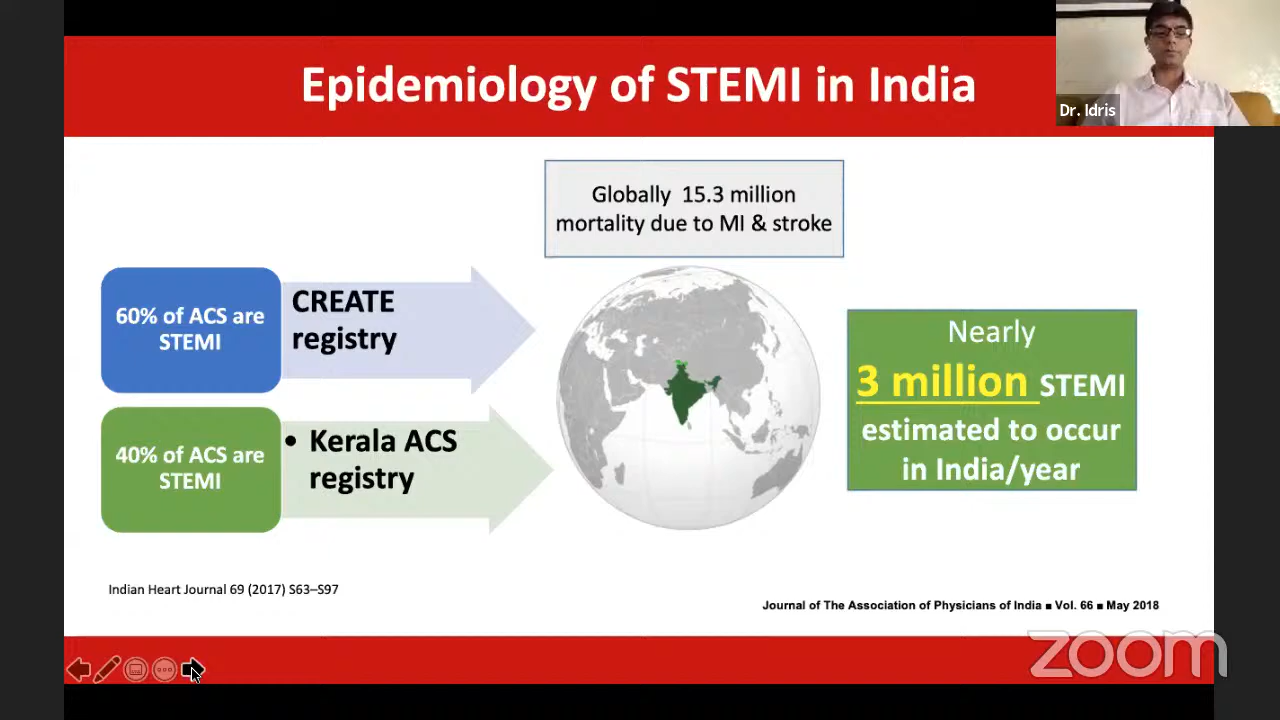 Epidemiology of STEMI in India
Dr. Idris
Globally 15.3 million
mortality due to MI & stroke
60% of ACS are
STEMI
CREATE
registry
40% of ACS are
STEMI
• Kerala ACS
registry
Nearly
3 million STEMI
estimated to occur
in India/year
Indian Heart Journal 69 (2017) S63–S97
Journal of The Association of Physicians of India ■ Vol. 66 ■ May 2018
zoom